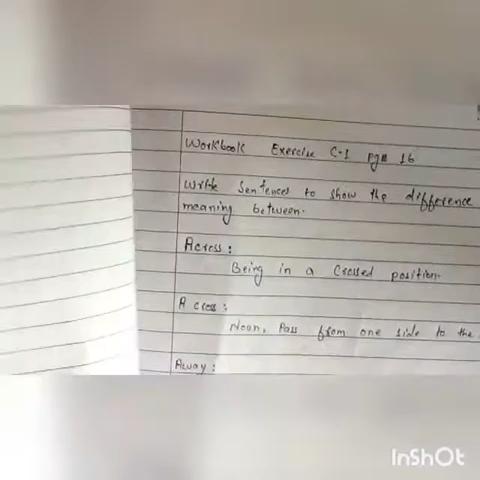 Workbook Exercise C-1 pg# 16
Write Sentences to show the difference
meaning between.
Across:
Being in a Crossed position.
A cross:
Noun, Pass from one side to the
Away:
InShOt